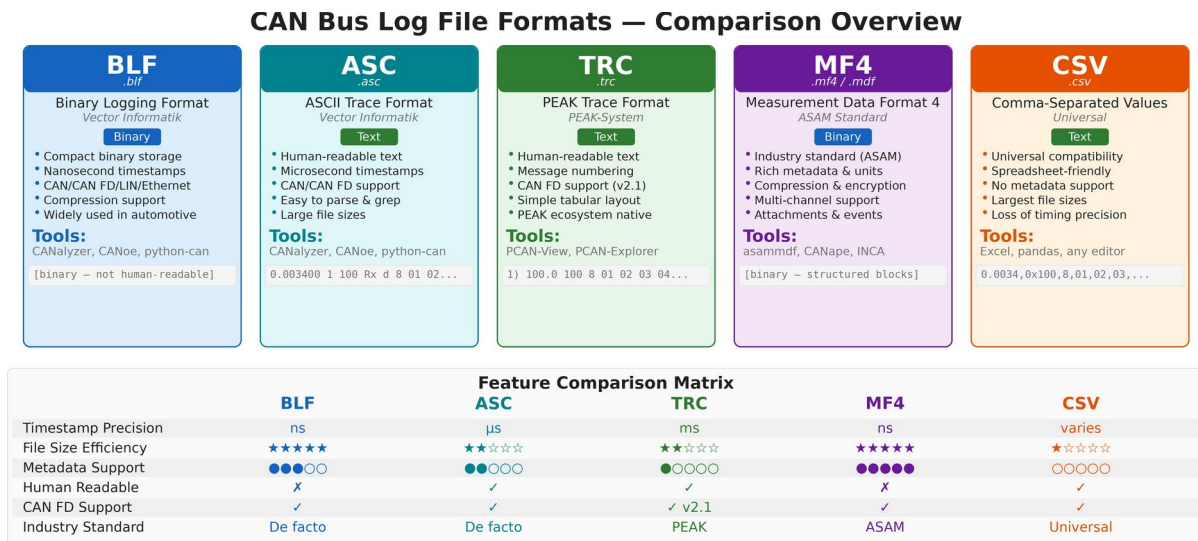 CAN Bus Log File Formats — Comparison Overview
BLF
.blf
Binary Logging Format
Vector Informatik
Binary
• Compact binary storage
• Nanosecond timestamps
• CAN/CAN FD/LIN/Ethernet
• Compression support
• Widely used in automotive
Tools:
CANalyzer, CANoe, python-can
[binary — not human-readable]
ASC
.asc
ASCII Trace Format
Vector Informatik
Text
• Human-readable text
• Microsecond timestamps
• CAN/CAN FD support
• Easy to parse & grep
• Large file sizes
Tools:
CANalyzer, CANoe, python-can
0.003400 1 100 Rx d 8 01 02...
TRC
.trc
PEAK Trace Format
PEAK-System
Text
• Human-readable text
• Message numbering
• CAN FD support (v2.1)
• Simple tabular layout
• PEAK ecosystem native
Tools:
PCAN-View, PCAN-Explorer
1) 100.0 100 8 01 02 03 04...
MF4
.mf4 / .mdf
Measurement Data Format 4
ASAM Standard
Binary
• Industry standard (ASAM)
• Rich metadata & units
• Compression & encryption
• Multi-channel support
• Attachments & events
Tools:
asammdf, CANape, INCA
[binary — structured blocks]
CSV
.csv
Comma-Separated Values
Universal
Text
• Universal compatibility
• Spreadsheet-friendly
• No metadata support
• Largest file sizes
• Loss of timing precision
Tools:
Excel, pandas, any editor
0.0034,0x100,8,01,02,03,...
Feature Comparison Matrix
BLF ASC TRC MF4 CSV
Timestamp Precision ns μs ms ns varies
File Size Efficiency ★★★★★ ★★☆☆☆ ★★☆☆☆ ★★★★★ ★☆☆☆☆
Metadata Support ●●●○○ ●●○○○ ●○○○○ ●●●●● ○○○○○
Human Readable ✗ ✓ ✓ ✗ ✓
CAN FD Support ✓ ✓ ✓ v2.1 ✓ ✓
Industry Standard De facto De facto PEAK ASAM Universal